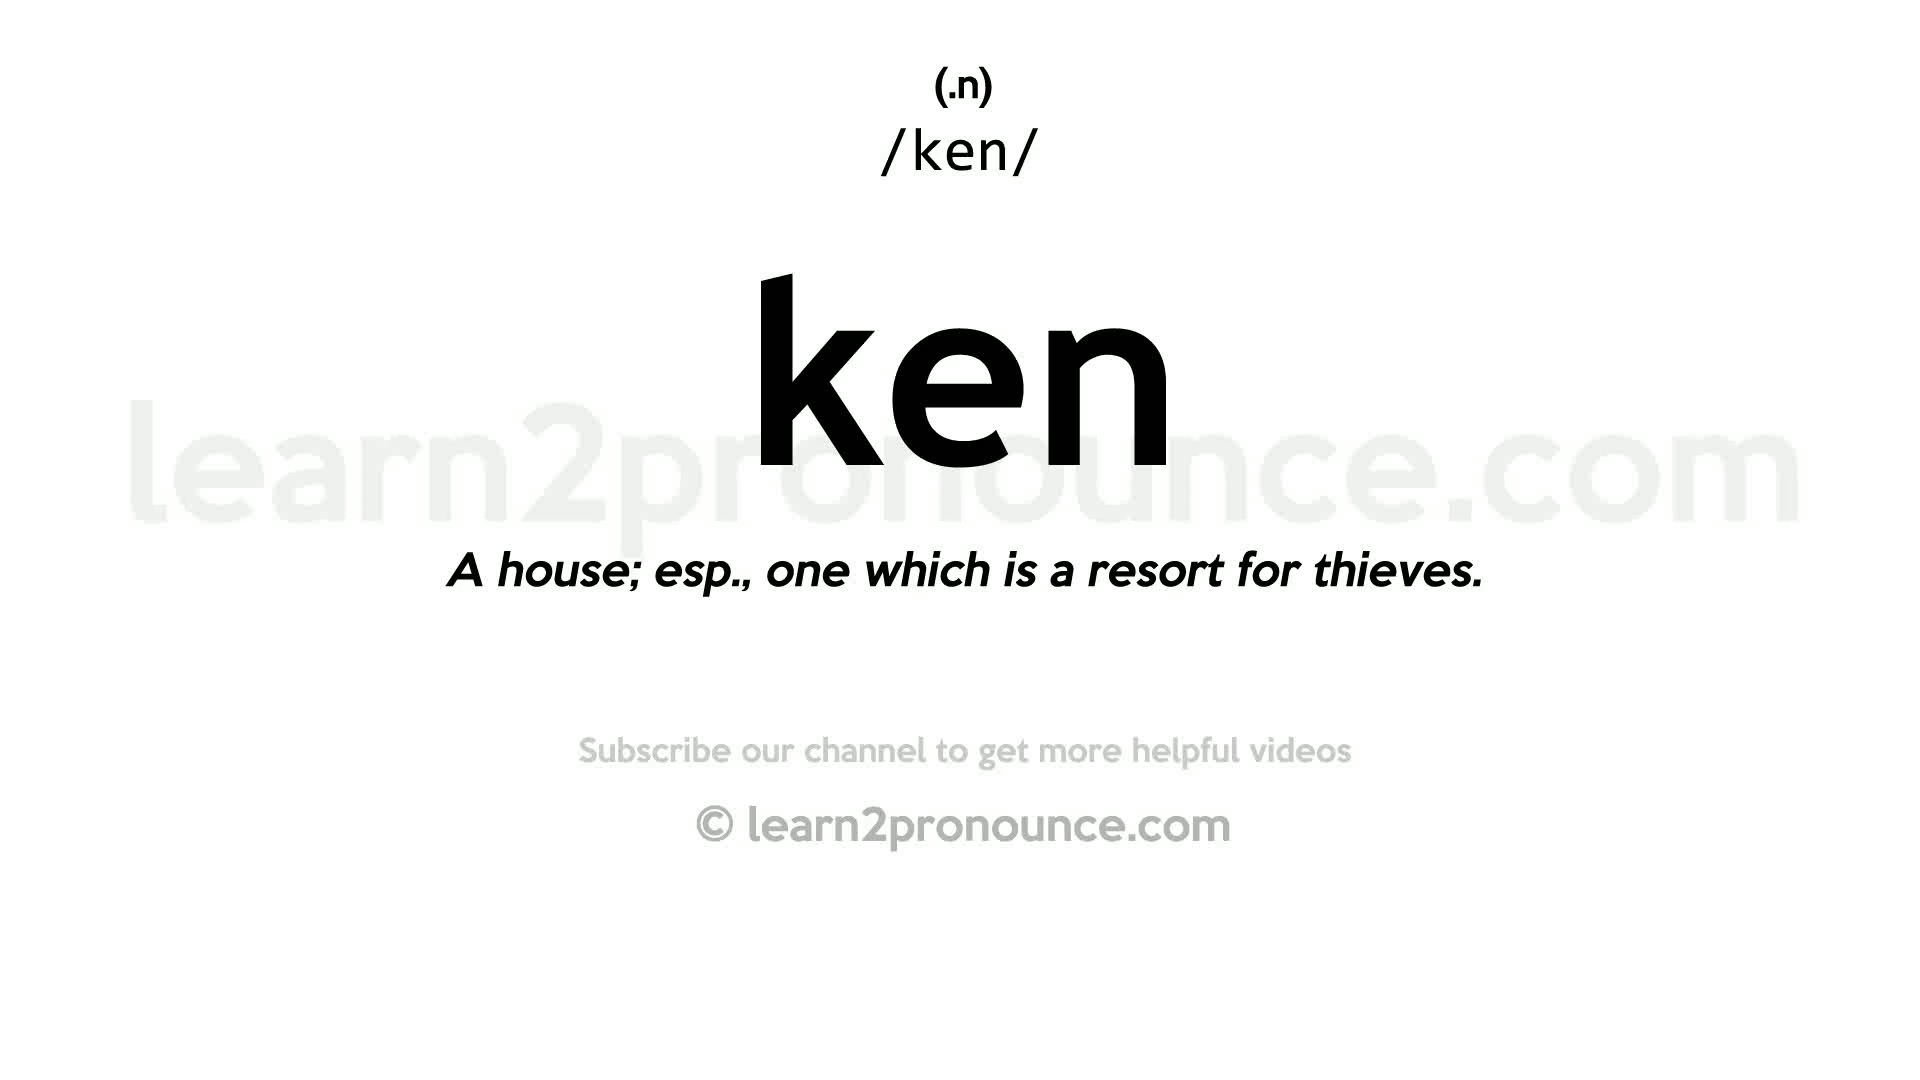 (.n)
/ken/
ken
learn2pronounce.com
A house; esp., one which is a resort for thieves.
Subscribe our channel to get more helpful videos
© learn2pronounce.com